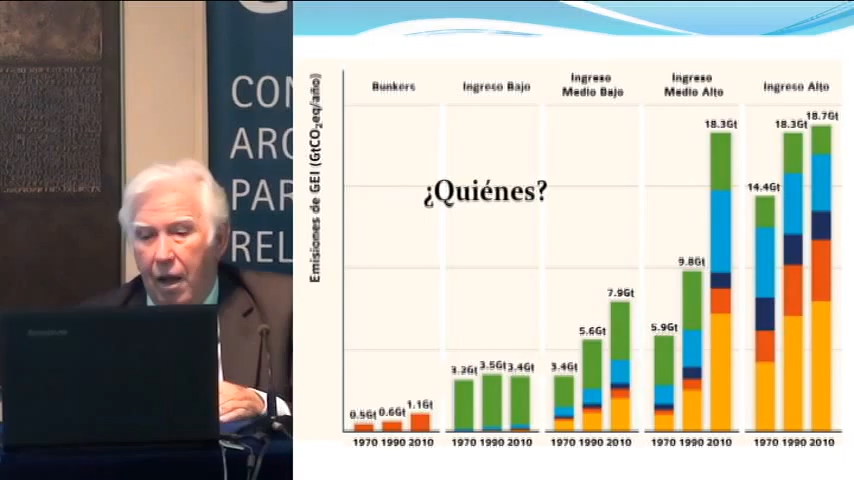 CON
ARG
PAR
REL
Emisiones de GEI (GtCO₂eq/año)
Bunkers
Ingreso Bajo
Ingreso
Medio Bajo
Ingreso
Medio Alto
Ingreso Alto
¿Quiénes?
0.5Gt 0.6Gt 1.1Gt
3.2Gt 3.5Gt 3.4Gt
3.4Gt 5.6Gt 7.9Gt
5.9Gt 9.8Gt 18.3Gt
14.4Gt 18.3Gt 18.7Gt
1970 1990 2010
1970 1990 2010
1970 1990 2010
1970 1990 2010
1970 1990 2010